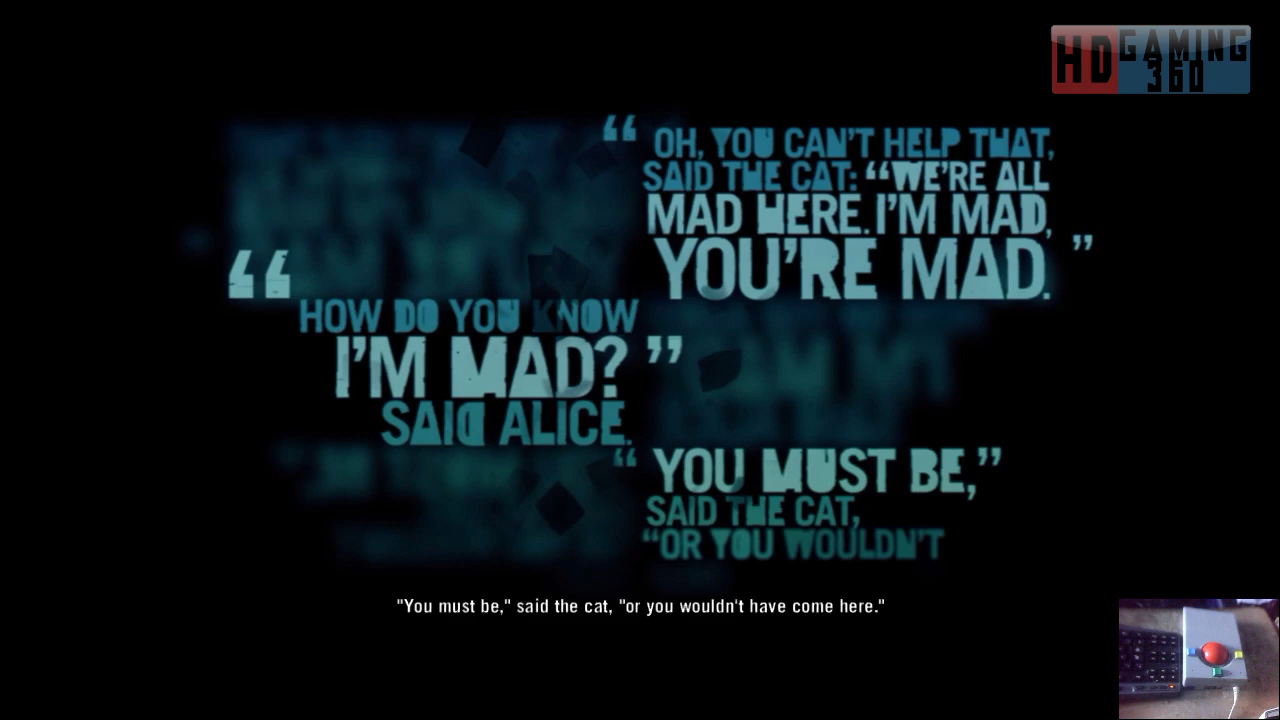 HD GAMING
360
“ OH, YOU CAN'T HELP THAT,
SAID THE CAT: “WE'RE ALL
MAD HERE. I'M MAD,
YOU'RE MAD. ”
“ HOW DO YOU KNOW
I'M MAD? ”
SAID ALICE.
“ YOU MUST BE,”
SAID THE CAT,
“OR YOU WOULDN'T
"You must be," said the cat, "or you wouldn't have come here."